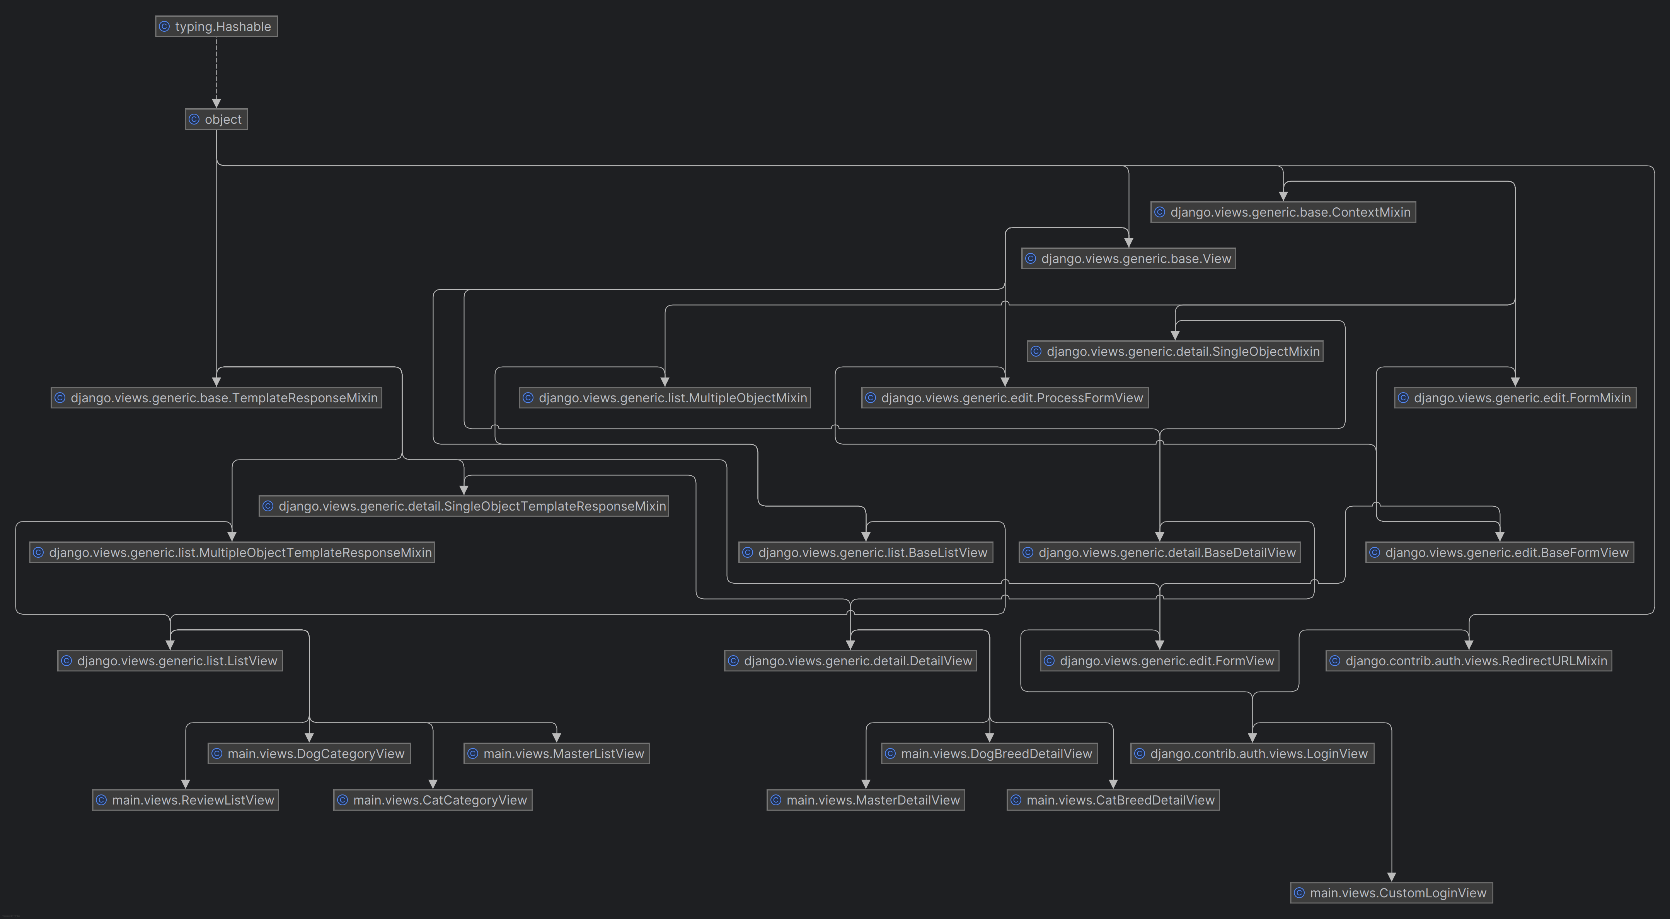 typing.Hashable
object
django.views.generic.base.ContextMixin
django.views.generic.base.View
django.views.generic.detail.SingleObjectMixin
django.views.generic.base.TemplateResponseMixin
django.views.generic.list.MultipleObjectMixin
django.views.generic.edit.ProcessFormView
django.views.generic.edit.FormMixin
django.views.generic.detail.SingleObjectTemplateResponseMixin
django.views.generic.list.MultipleObjectTemplateResponseMixin
django.views.generic.list.BaseListView
django.views.generic.detail.BaseDetailView
django.views.generic.edit.BaseFormView
django.views.generic.list.ListView
django.views.generic.detail.DetailView
django.views.generic.edit.FormView
django.contrib.auth.views.RedirectURLMixin
main.views.DogCategoryView
main.views.MasterListView
main.views.DogBreedDetailView
django.contrib.auth.views.LoginView
main.views.ReviewListView
main.views.CatCategoryView
main.views.MasterDetailView
main.views.CatBreedDetailView
main.views.CustomLoginView